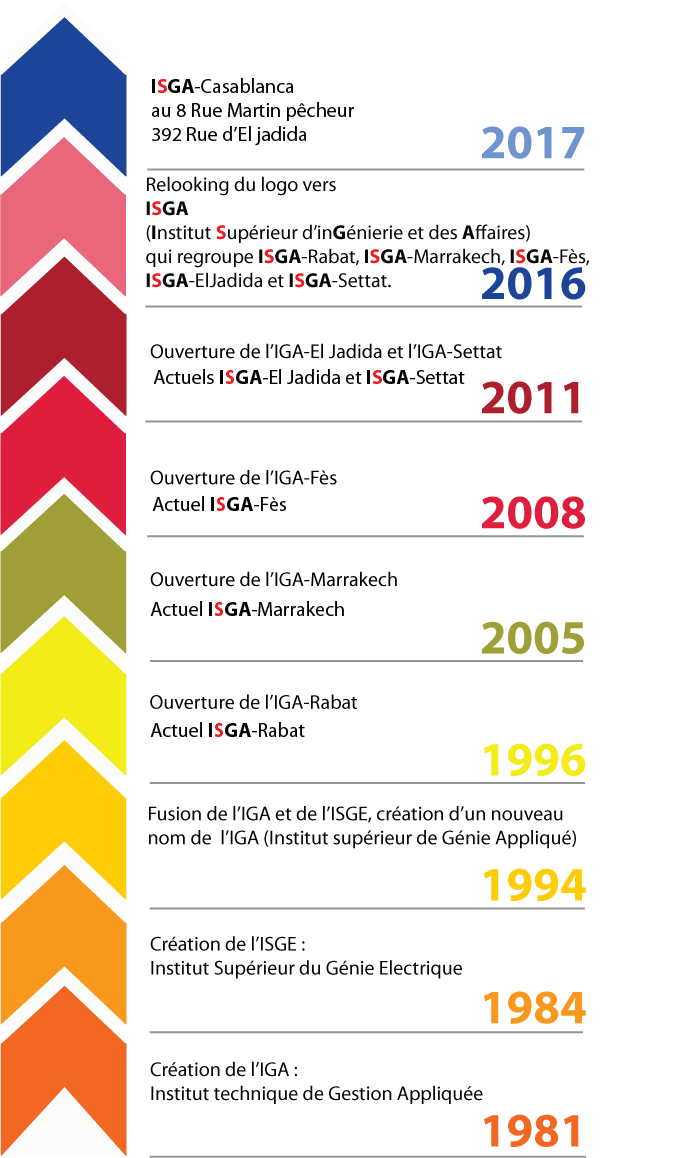 ISGA-Casablanca
au 8 Rue Martin pêcheur
392 Rue d'El jadida
2017
Relooking du logo vers
ISGA
(Institut Supérieur d'inGénierie et des Affaires)
qui regroupe ISGA-Rabat, ISGA-Marrakech, ISGA-Fès,
ISGA-ElJadida et ISGA-Settat.
2016
Ouverture de l'IGA-El Jadida et l'IGA-Settat
Actuels ISGA-El Jadida et ISGA-Settat
2011
Ouverture de l'IGA-Fès
Actuel ISGA-Fès
2008
Ouverture de l'IGA-Marrakech
Actuel ISGA-Marrakech
2005
Ouverture de l'IGA-Rabat
Actuel ISGA-Rabat
1996
Fusion de l'IGA et de l'ISGE, création d'un nouveau
nom de l'IGA (Institut supérieur de Génie Appliqué)
1994
Création de l'ISGE :
Institut Supérieur du Génie Electrique
1984
Création de l'IGA :
Institut technique de Gestion Appliquée
1981